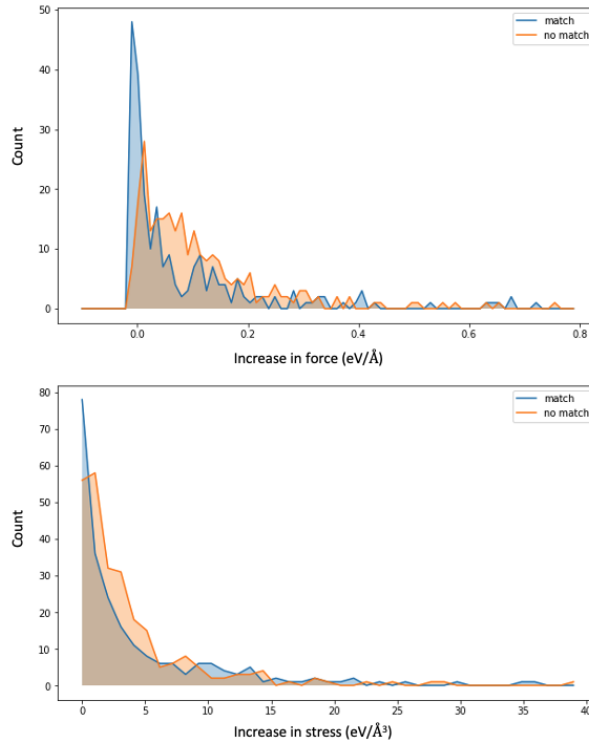 50
40
30
20
10
0
Count
match
no match
0.0 0.2 0.4 0.6 0.8
Increase in force (eV/Å)
80
70
60
50
40
30
20
10
0
Count
match
no match
0 5 10 15 20 25 30 35 40
Increase in stress (eV/Å³)